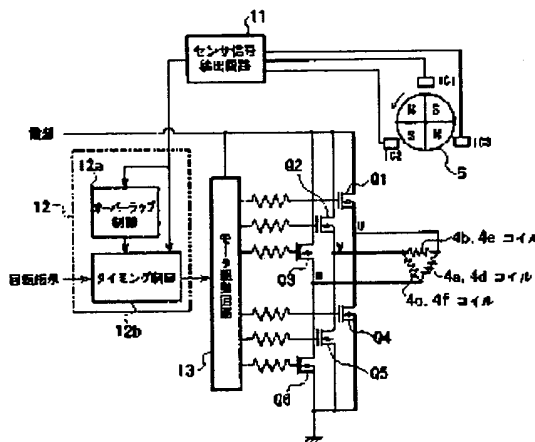 11
センサ信号
検出回路
IC1
N
S
S
N
IC2
IC3
5
電源
12a
12
オーバーラップ
制御
回転指示
タイミング制御
12b
13
Q1
Q2
Q3
Q4
Q5
Q6
U
V
4b, 4e コイル
4a, 4d コイル
4c, 4f コイル